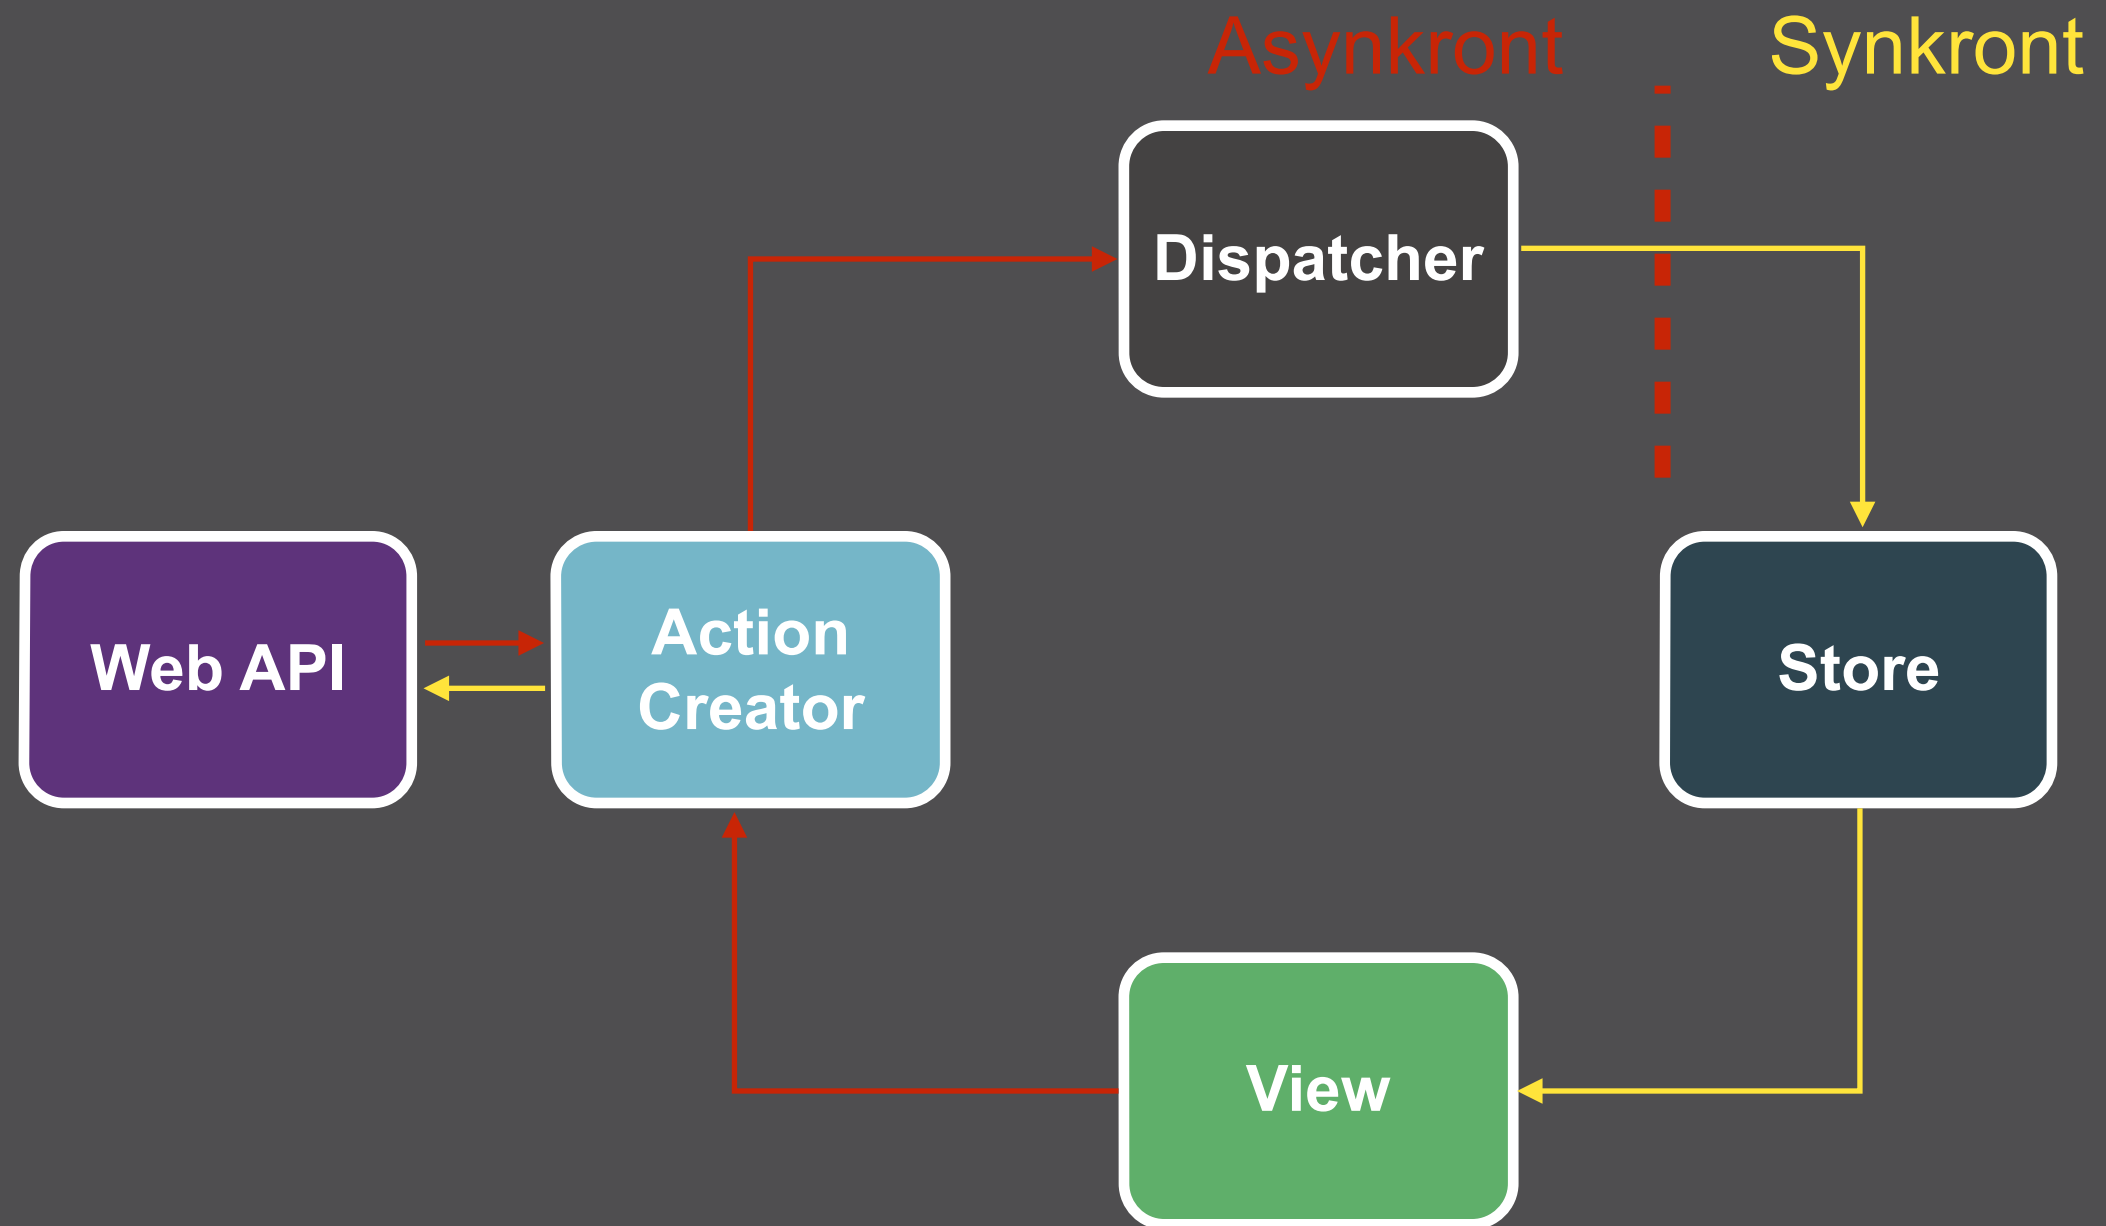 Asynkront
Synkront
Dispatcher
Web API
Action
Creator
Store
View